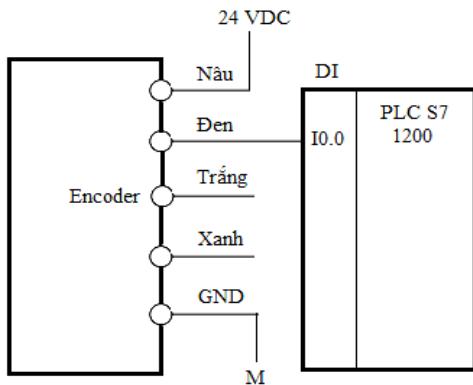 24 VDC
Nâu
DI
Đen
I0.0
PLC S7
1200
Trắng
Encoder
Xanh
GND
M